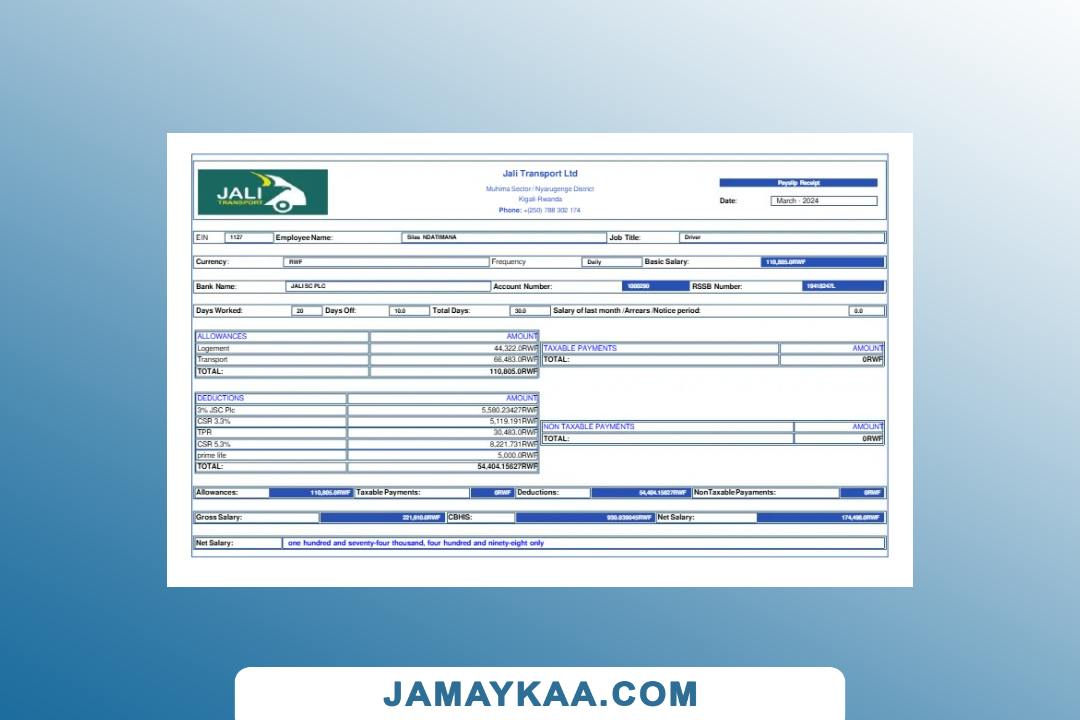 JALI
TRANSPORT
Jali Transport Ltd
Muhima Sector / Nyarugenge District
Kigali Rwanda
Phone: +(250) 788 302 174
Payslip Receipt
Date: March - 2024
EIN 1127 Employee Name: Silas NDATIMANA Job Title: Driver
Currency: RWF Frequency Daily Basic Salary: 110,805.0RWF
Bank Name: JALI SC PLC Account Number: 1000290 RSSB Number: 19418247L
Days Worked: 20 Days Off: 10.0 Total Days: 30.0 Salary of last month /Arrears /Notice period: 0.0
ALLOWANCES AMOUNT
Logement 44,322.0RWF TAXABLE PAYMENTS AMOUNT
Transport 66,483.0RWF TOTAL: 0RWF
TOTAL: 110,805.0RWF
DEDUCTIONS AMOUNT
3% JSC Plc 5,580.23427RWF
CSR 3.3% 5,119.191RWF
TPR 30,483.0RWF NON TAXABLE PAYMENTS AMOUNT
CSR 5.3% 8,221.731RWF TOTAL: 0RWF
prime life 5,000.0RWF
TOTAL: 54,404.15627RWF
Allowances: 110,805.0RWF Taxable Payments: 0RWF Deductions: 54,404.15627RWF NonTaxablePayaments: 0RWF
Gross Salary: 221,610.0RWF CBHIS: 930.039045RWF Net Salary: 174,498.0RWF
Net Salary: one hundred and seventy-four thousand, four hundred and ninety-eight only
JAMAYKAA.COM